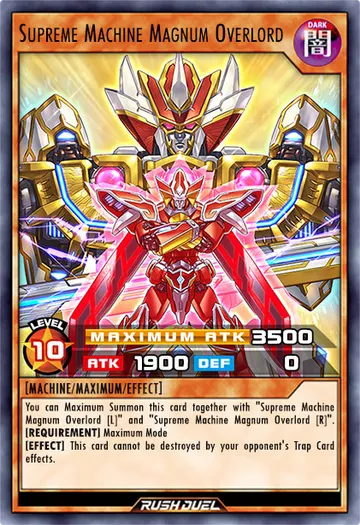 SUPREME MACHINE MAGNUM OVERLORD
DARK
闇
LEVEL
10
MAXIMUM ATK 3500
ATK 1900 DEF 0
[MACHINE/MAXIMUM/EFFECT]
You can Maximum Summon this card together with "Supreme Machine
Magnum Overlord [L]" and "Supreme Machine Magnum Overlord [R]".
[REQUIREMENT] Maximum Mode
[EFFECT] This card cannot be destroyed by your opponent's Trap Card
effects.
RUSH DUEL